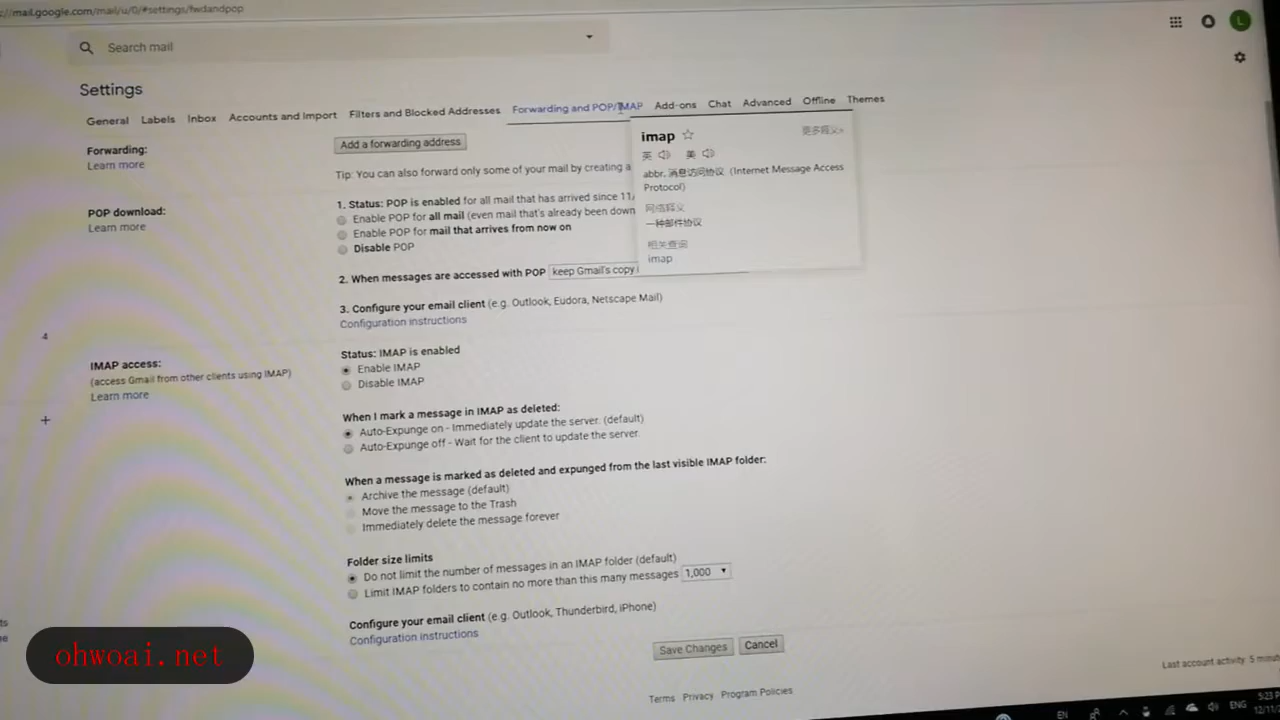 ://mail.google.com/mail/u/0/#settings/fwdandpop
Search mail
L
Settings
General Labels Inbox Accounts and Import Filters and Blocked Addresses Forwarding and POP/IMAP Add-ons Chat Advanced Offline Themes
Forwarding:
Learn more
Add a forwarding address
Tip: You can also forward only some of your mail by creating a
imap
更多释义»
英 美
abbr. 消息访问协议 (Internet Message Access
Protocol)
网络释义
一种邮件协议
相关查询
imap
POP download:
Learn more
1. Status: POP is enabled for all mail that has arrived since 11/
Enable POP for all mail (even mail that's already been down
Enable POP for mail that arrives from now on
Disable POP
2. When messages are accessed with POP keep Gmail's copy i
3. Configure your email client (e.g. Outlook, Eudora, Netscape Mail)
Configuration instructions
4
IMAP access:
(access Gmail from other clients using IMAP)
Learn more
Status: IMAP is enabled
Enable IMAP
Disable IMAP
When I mark a message in IMAP as deleted:
Auto-Expunge on - Immediately update the server. (default)
Auto-Expunge off - Wait for the client to update the server.
When a message is marked as deleted and expunged from the last visible IMAP folder:
Archive the message (default)
Move the message to the Trash
Immediately delete the message forever
Folder size limits
Do not limit the number of messages in an IMAP folder (default)
Limit IMAP folders to contain no more than this many messages 1,000
Configure your email client (e.g. Outlook, Thunderbird, iPhone)
Configuration instructions
Save Changes Cancel
ohwoai.net
Terms Privacy Program Policies
Last account activity: 5 minut
EN
ENG
5:23 P
12/11/2